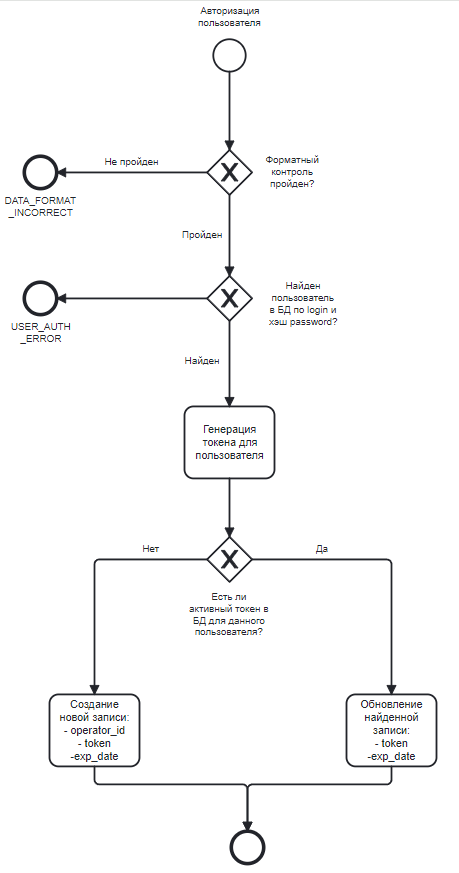 Авторизация
пользователя
Не пройден
Форматный
контроль
пройден?
DATA_FORMAT
_INCORRECT
Пройден
Найден
пользователь
в БД по login и
хэш password?
USER_AUTH
_ERROR
Найден
Генерация
токена для
пользователя
Нет
Да
Есть ли
активный токен в
БД для данного
пользователя?
Создание
новой записи:
- operator_id
- token
-exp_date
Обновление
найденной
записи:
- token
-exp_date